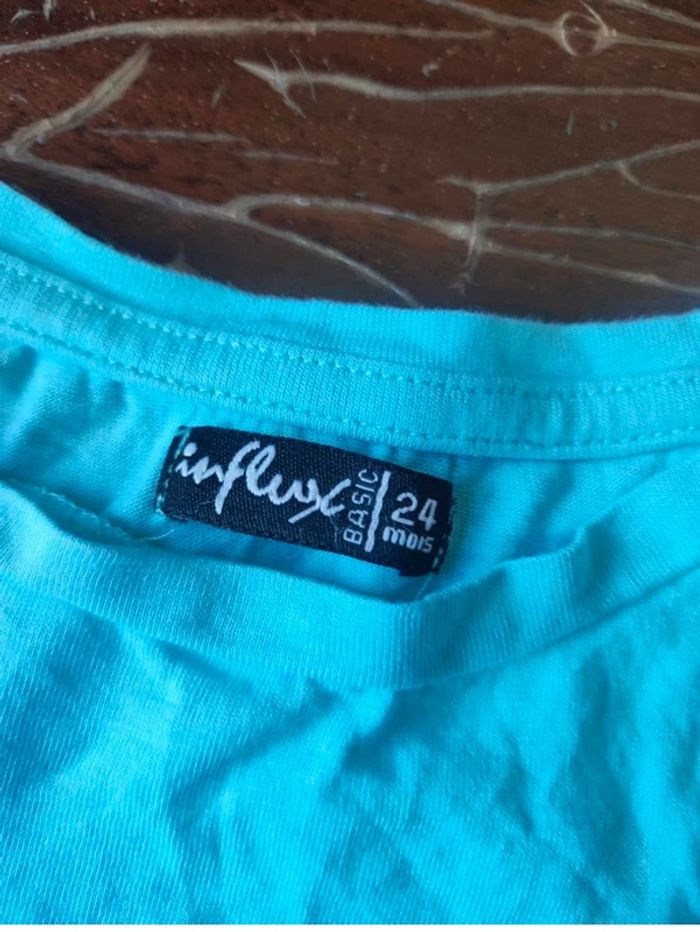 influx
BASIC
24
mois